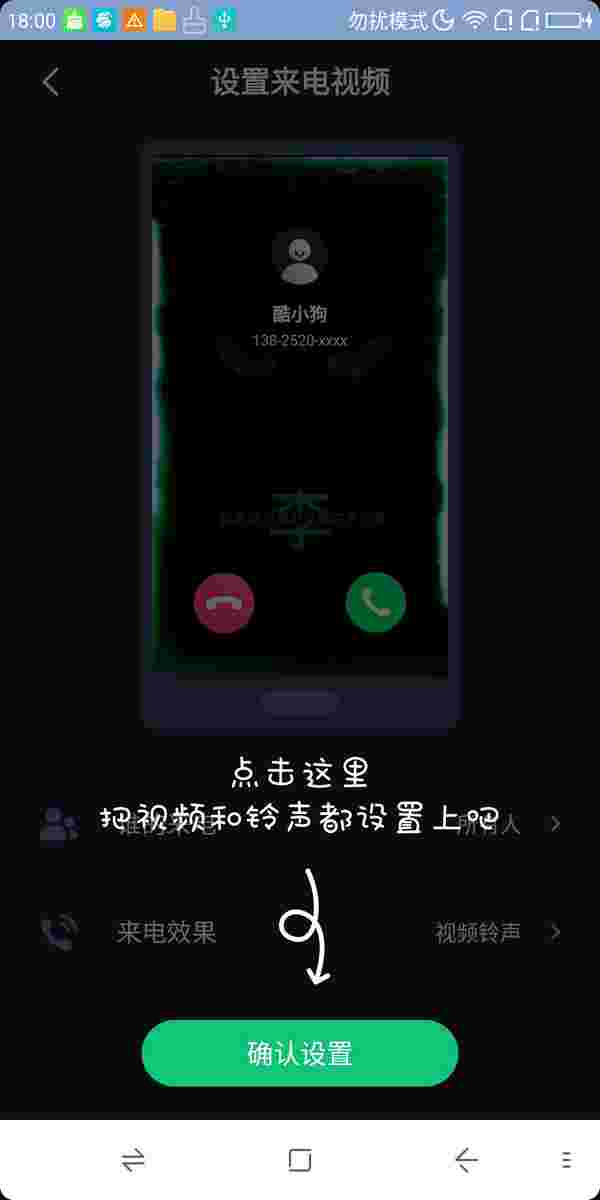 18:00 勿扰模式
设置来电视频
酷小狗
138-2520-xxxx
李
点击这里
把视频和铃声都设置上吧
所有人
来电效果 视频铃声
确认设置